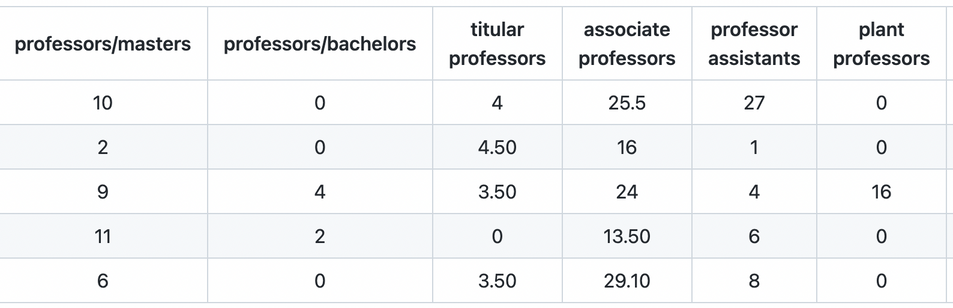 professors/masters professors/bachelors titular professors associate professors professor assistants plant professors
10 0 4 25.5 27 0
2 0 4.50 16 1 0
9 4 3.50 24 4 16
11 2 0 13.50 6 0
6 0 3.50 29.10 8 0